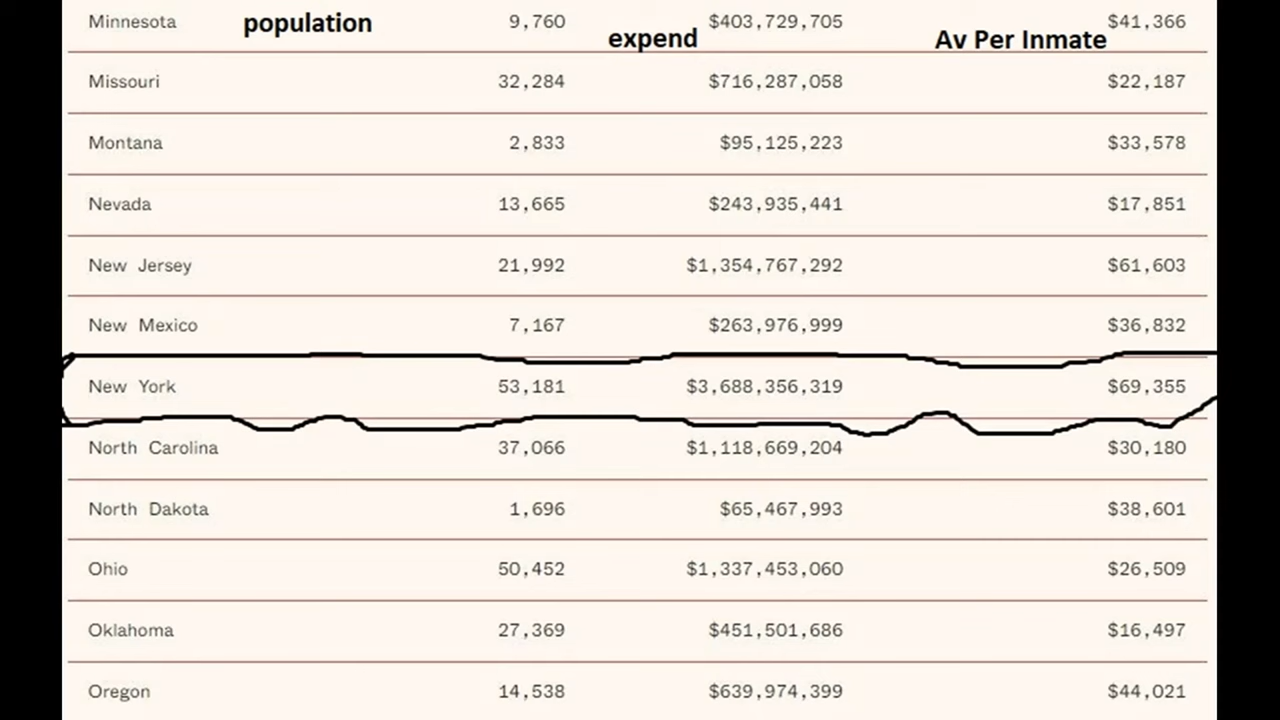 Minnesota population 9,760 expend $403,729,705 Av Per Inmate $41,366
Missouri 32,284 $716,287,058 $22,187
Montana 2,833 $95,125,223 $33,578
Nevada 13,665 $243,935,441 $17,851
New Jersey 21,992 $1,354,767,292 $61,603
New Mexico 7,167 $263,976,999 $36,832
New York 53,181 $3,688,356,319 $69,355
North Carolina 37,066 $1,118,669,204 $30,180
North Dakota 1,696 $65,467,993 $38,601
Ohio 50,452 $1,337,453,060 $26,509
Oklahoma 27,369 $451,501,686 $16,497
Oregon 14,538 $639,974,399 $44,021